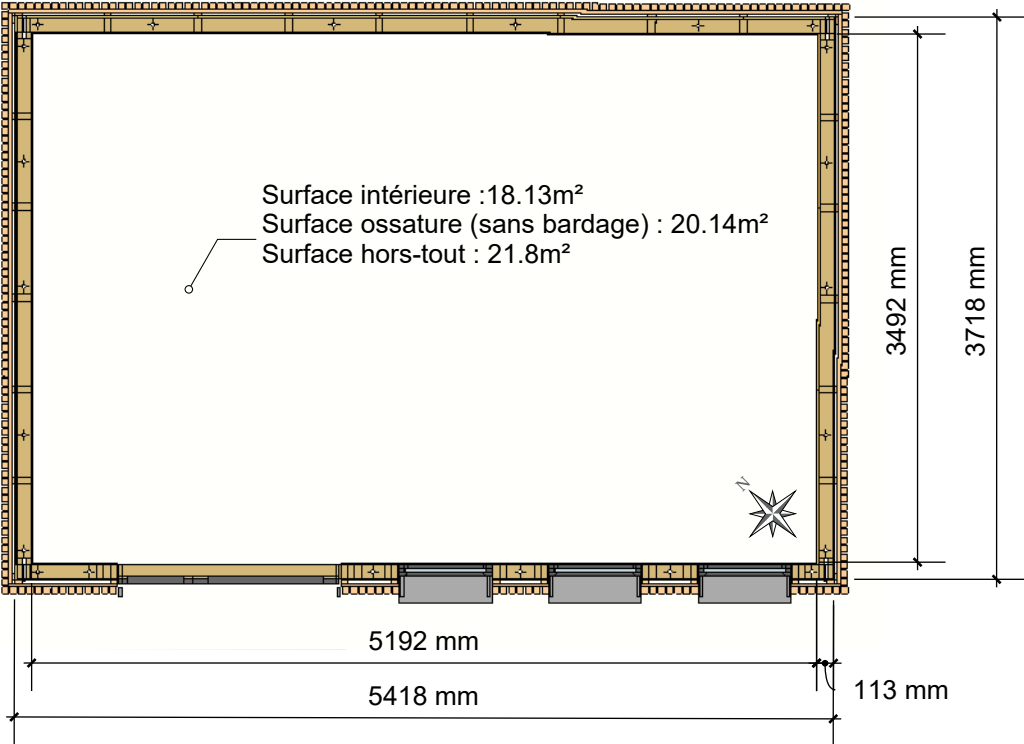 Surface intérieure :18.13m²
Surface ossature (sans bardage) : 20.14m²
Surface hors-tout : 21.8m²
3492 mm
3718 mm
N
5192 mm
5418 mm
113 mm